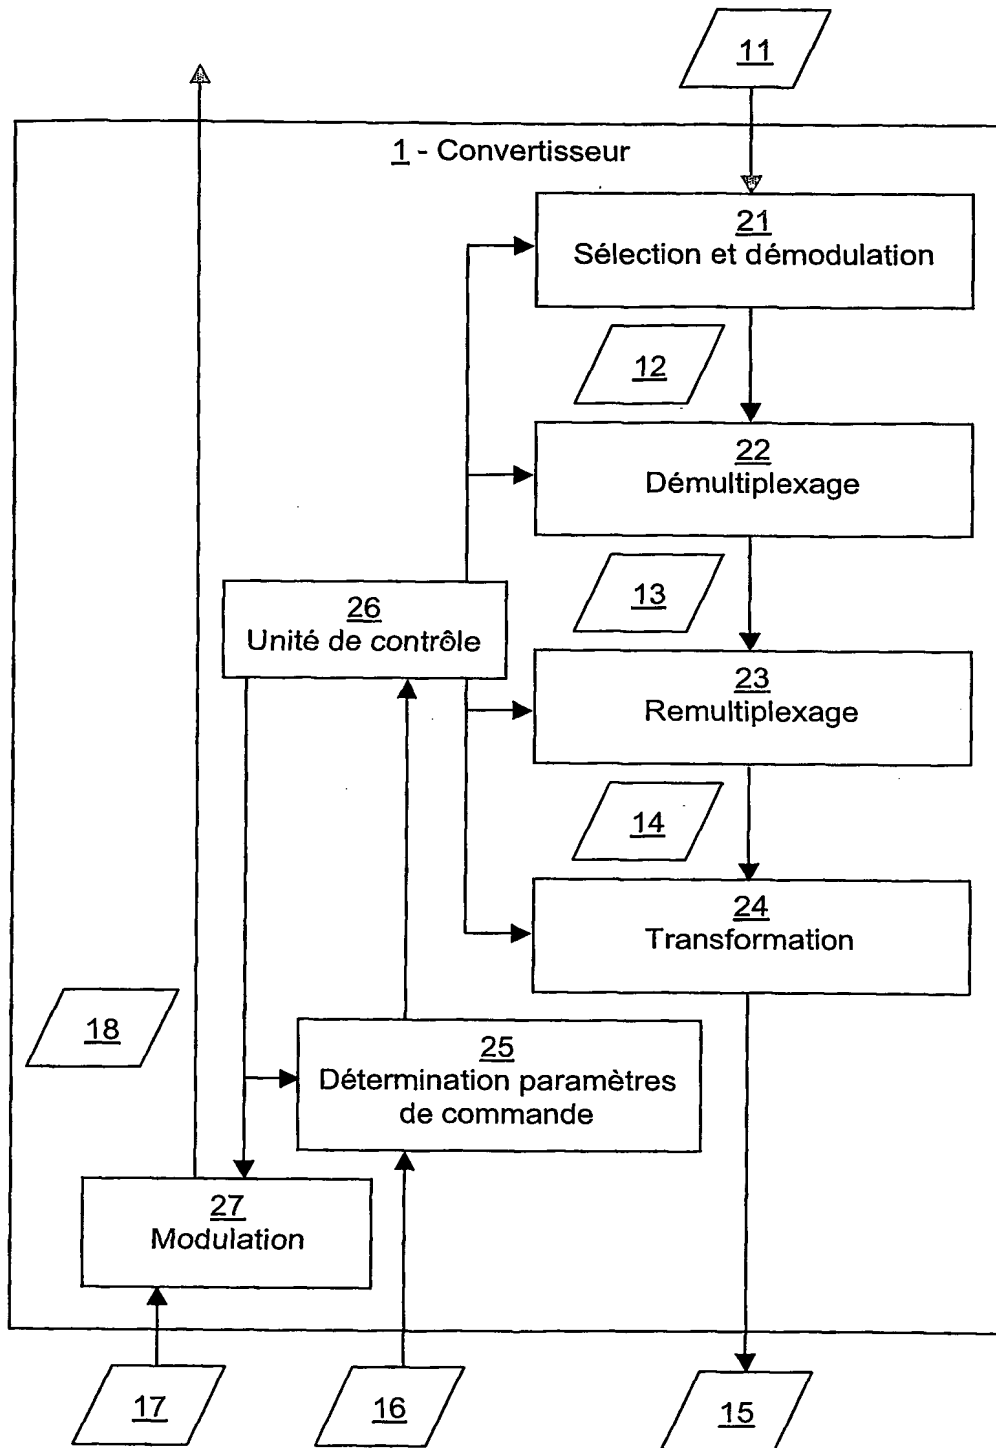 11
1 - Convertisseur
21
Sélection et démodulation
12
22
Démultiplexage
13
26
Unité de contrôle
23
Remultiplexage
14
24
Transformation
18
25
Détermination paramètres
de commande
27
Modulation
17
16
15